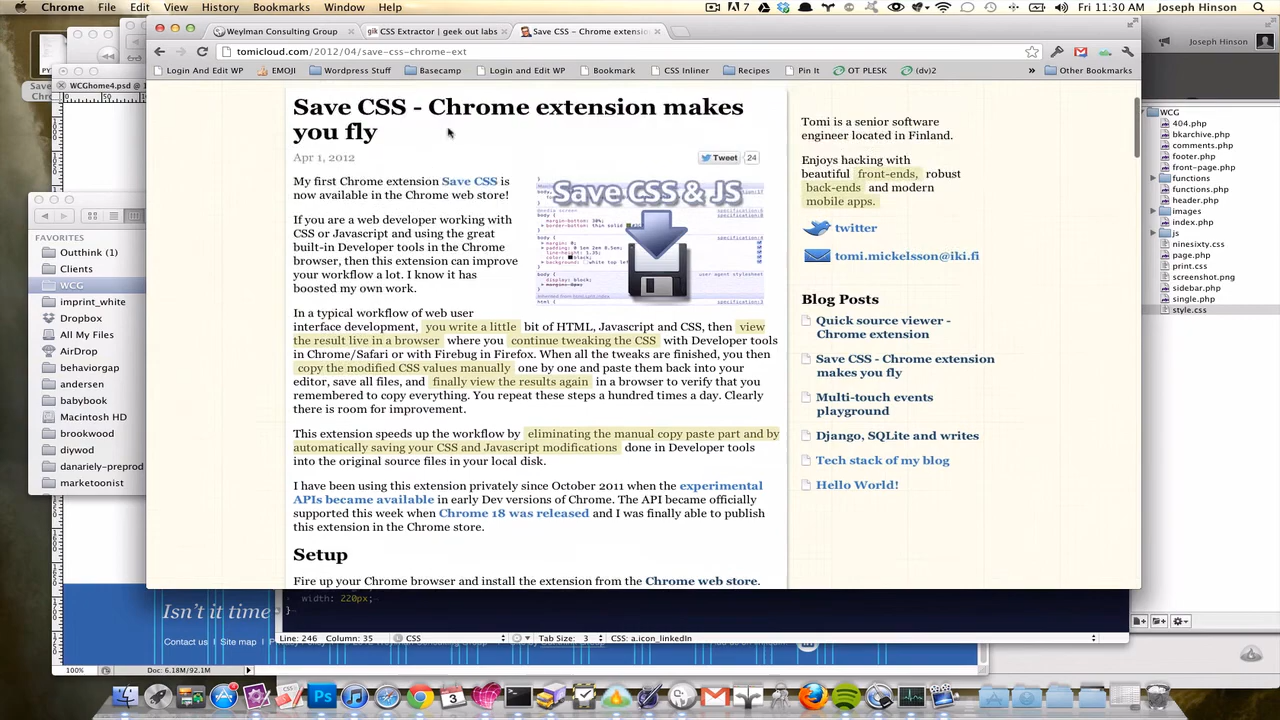 Chrome File Edit View History Bookmarks Window Help
7 Fri 11:30 AM Joseph Hinson
Weylman Consulting Group
gik CSS Extractor | geek out labs
Save CSS – Chrome extensio
tomicloud.com/2012/04/save-css-chrome-ext
Login And Edit WP EMOJI Wordpress Stuff Basecamp Login and Edit WP Bookmark CSS Inliner Recipes Pin It OT PLESK (dv)2 » Other Bookmarks
Joseph Hinson
WCGhome4.psd @ 1
FAVORITES
Outthink (1)
Clients
WCG
imprint_white
Dropbox
All My Files
AirDrop
behaviorgap
andersen
babybook
Macintosh HD
brookwood
diywod
danariely-preprod
marketoonist
Save CSS - Chrome extension makes
you fly
Apr 1, 2012
Tweet 24
My first Chrome extension Save CSS is
now available in the Chrome web store!
If you are a web developer working with
CSS or Javascript and using the great
built-in Developer tools in the Chrome
browser, then this extension can improve
your workflow a lot. I know it has
boosted my own work.
Save CSS & JS
In a typical workflow of web user
interface development, you write a little bit of HTML, Javascript and CSS, then view
the result live in a browser where you continue tweaking the CSS with Developer tools
in Chrome/Safari or with Firebug in Firefox. When all the tweaks are finished, you then
copy the modified CSS values manually one by one and paste them back into your
editor, save all files, and finally view the results again in a browser to verify that you
remembered to copy everything. You repeat these steps a hundred times a day. Clearly
there is room for improvement.
This extension speeds up the workflow by eliminating the manual copy paste part and by
automatically saving your CSS and Javascript modifications done in Developer tools
into the original source files in your local disk.
I have been using this extension privately since October 2011 when the experimental
APIs became available in early Dev versions of Chrome. The API became officially
supported this week when Chrome 18 was released and I was finally able to publish
this extension in the Chrome store.
Setup
Fire up your Chrome browser and install the extension from the Chrome web store.
Tomi is a senior software
engineer located in Finland.
Enjoys hacking with
beautiful front-ends, robust
back-ends and modern
mobile apps.
twitter
tomi.mickelsson@iki.fi
Blog Posts
Quick source viewer -
Chrome extension
Save CSS - Chrome extension
makes you fly
Multi-touch events
playground
Django, SQLite and writes
Tech stack of my blog
Hello World!
WCG
404.php
bkarchive.php
comments.php
footer.php
front-page.php
functions
functions.php
header.php
images
index.php
js
ninesixty.css
page.php
print.css
screenshot.png
sidebar.php
single.php
style.css
width: 220px;
}
Isn't it time
Contact us | Site map |
Line: 246 Column: 35 CSS Tab Size: 3 CSS: a.icon_linkedIn
100% Doc: 6.18M/92.1M